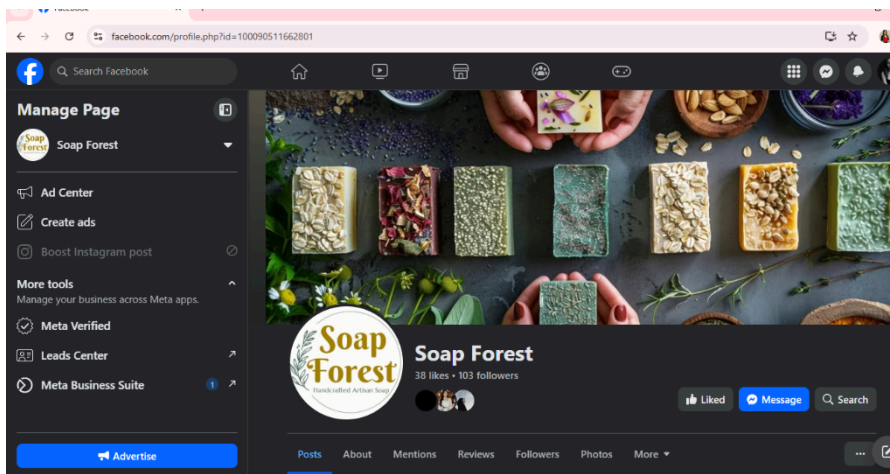 Facebook
facebook.com/profile.php?id=100090511662801
Search Facebook
Manage Page
Soap Forest
Ad Center
Create ads
Boost Instagram post
More tools
Manage your business across Meta apps.
Meta Verified
Leads Center
Meta Business Suite
1
Advertise
Soap
Forest
Handcrafted Artisan Soap
Soap Forest
38 likes • 103 followers
Liked
Message
Search
Posts
About
Mentions
Reviews
Followers
Photos
More